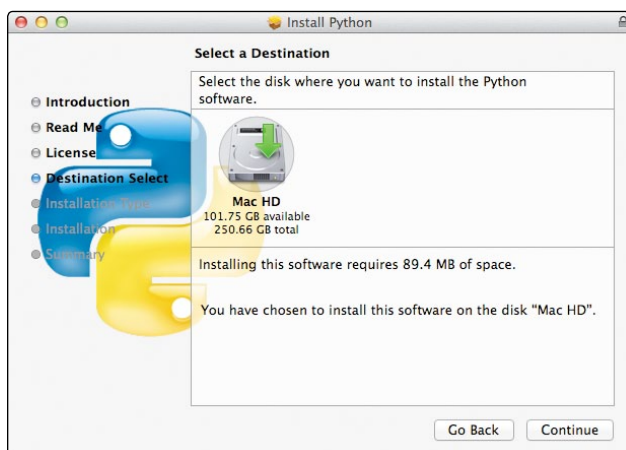 Install Python
Select a Destination
Introduction
Read Me
License
Destination Select
Installation Type
Installation
Summary
Select the disk where you want to install the Python
software.
Mac HD
101.75 GB available
250.66 GB total
Installing this software requires 89.4 MB of space.
You have chosen to install this software on the disk “Mac HD”.
Go Back
Continue